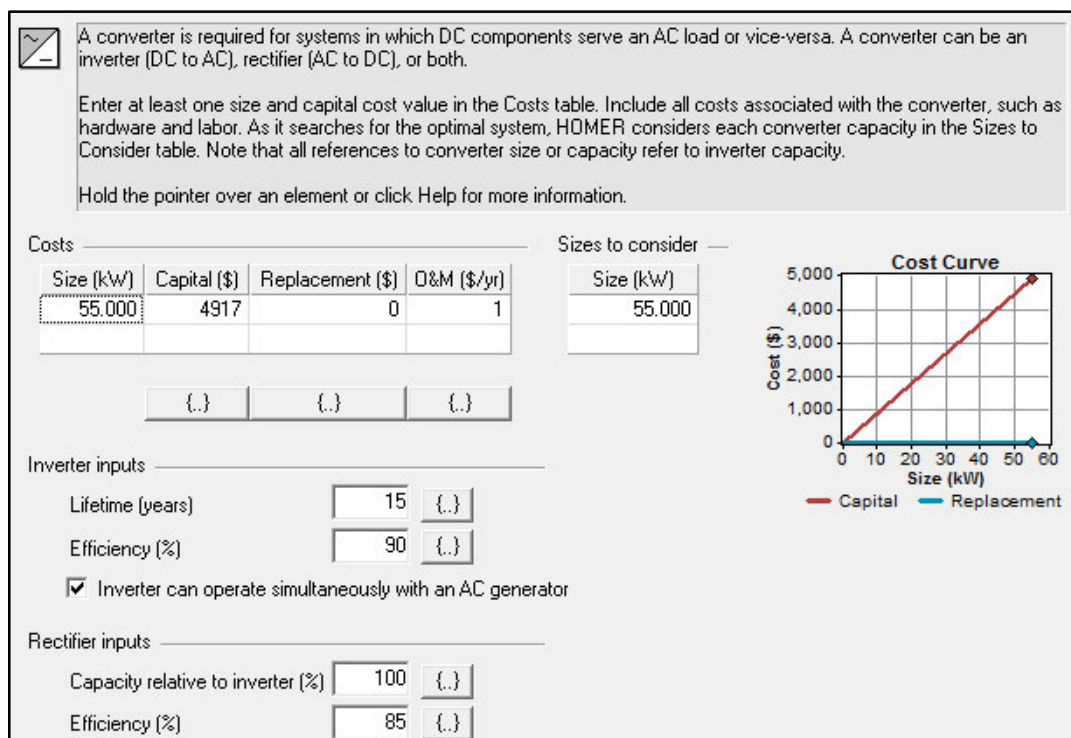 A converter is required for systems in which DC components serve an AC load or vice-versa. A converter can be an
inverter (DC to AC), rectifier (AC to DC), or both.
Enter at least one size and capital cost value in the Costs table. Include all costs associated with the converter, such as
hardware and labor. As it searches for the optimal system, HOMER considers each converter capacity in the Sizes to
Consider table. Note that all references to converter size or capacity refer to inverter capacity.
Hold the pointer over an element or click Help for more information.
Costs
Size (kW) Capital ($) Replacement ($) O&M ($/yr)
55.000 4917 0 1
{..} {..} {..}
Sizes to consider
Size (kW)
55.000
Cost Curve
Cost ($)
5,000
4,000
3,000
2,000
1,000
0
0 10 20 30 40 50 60
Size (kW)
Capital Replacement
Inverter inputs
Lifetime (years) 15 {..}
Efficiency (%) 90 {..}
Inverter can operate simultaneously with an AC generator
Rectifier inputs
Capacity relative to inverter (%) 100 {..}
Efficiency (%) 85 {..}